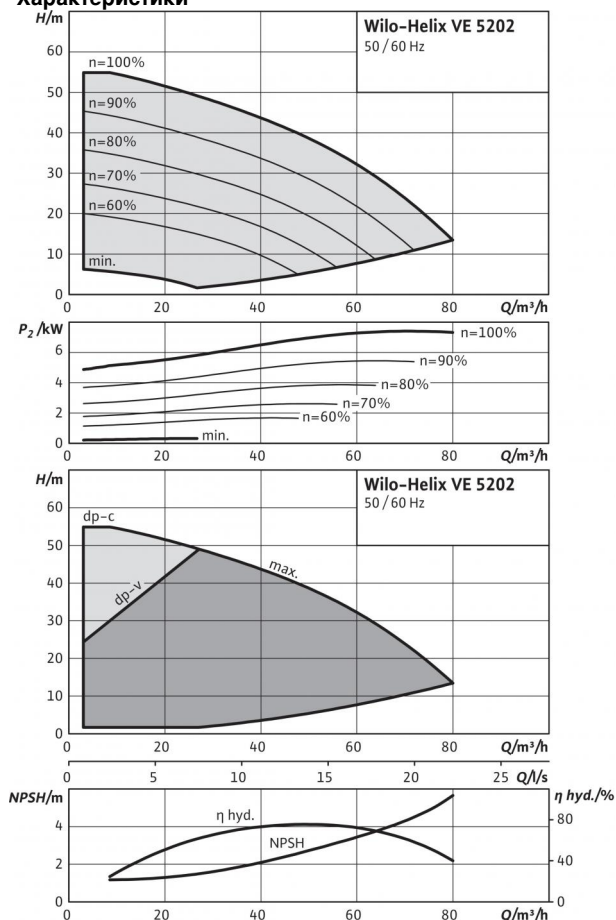 Характеристики
H/m
Wilo-Helix VE 5202
50 / 60 Hz
60
n=100%
50
n=90%
40
n=80%
30
n=70%
20
n=60%
10
min.
0
0 20 40 60 80 Q/m³/h
P₂ /kW
n=100%
6
n=90%
4
n=80%
n=70%
2
n=60%
min.
0
0 20 40 60 80 Q/m³/h
H/m
Wilo-Helix VE 5202
50 / 60 Hz
60
dp-c
50
max.
40
dp-v
30
20
10
0
0 20 40 60 80 Q/m³/h
0 5 10 15 20 25 Q/l/s
NPSH/m
η hyd./%
η hyd.
80
4
NPSH
2
40
0
0
0 20 40 60 80 Q/m³/h